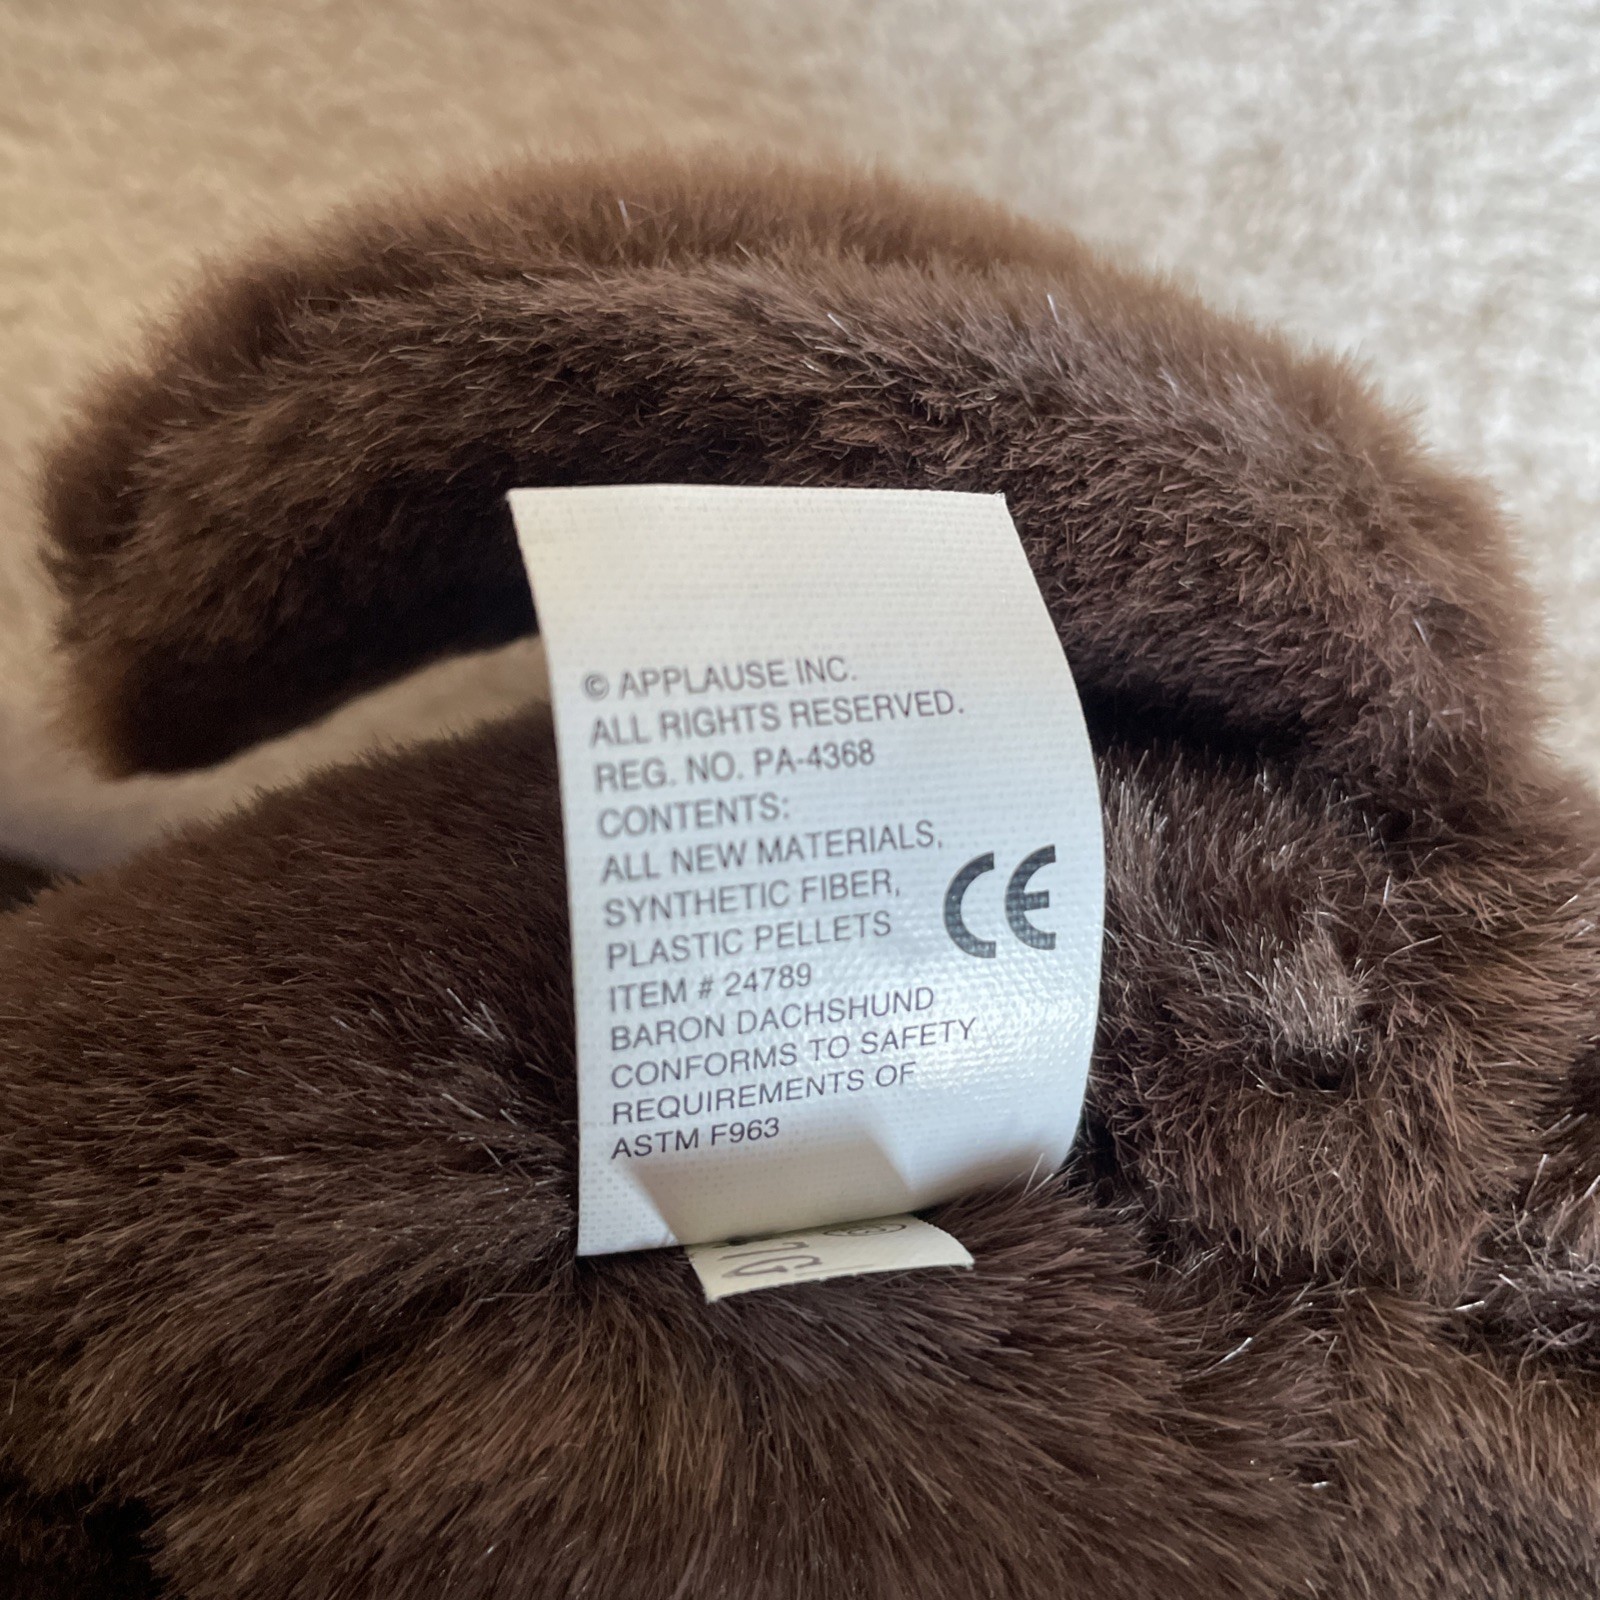 © APPLAUSE INC.
ALL RIGHTS RESERVED.
REG. NO. PA-4368
CONTENTS:
ALL NEW MATERIALS,
SYNTHETIC FIBER,
PLASTIC PELLETS
CE
ITEM # 24789
BARON DACHSHUND
CONFORMS TO SAFETY
REQUIREMENTS OF
ASTM F963